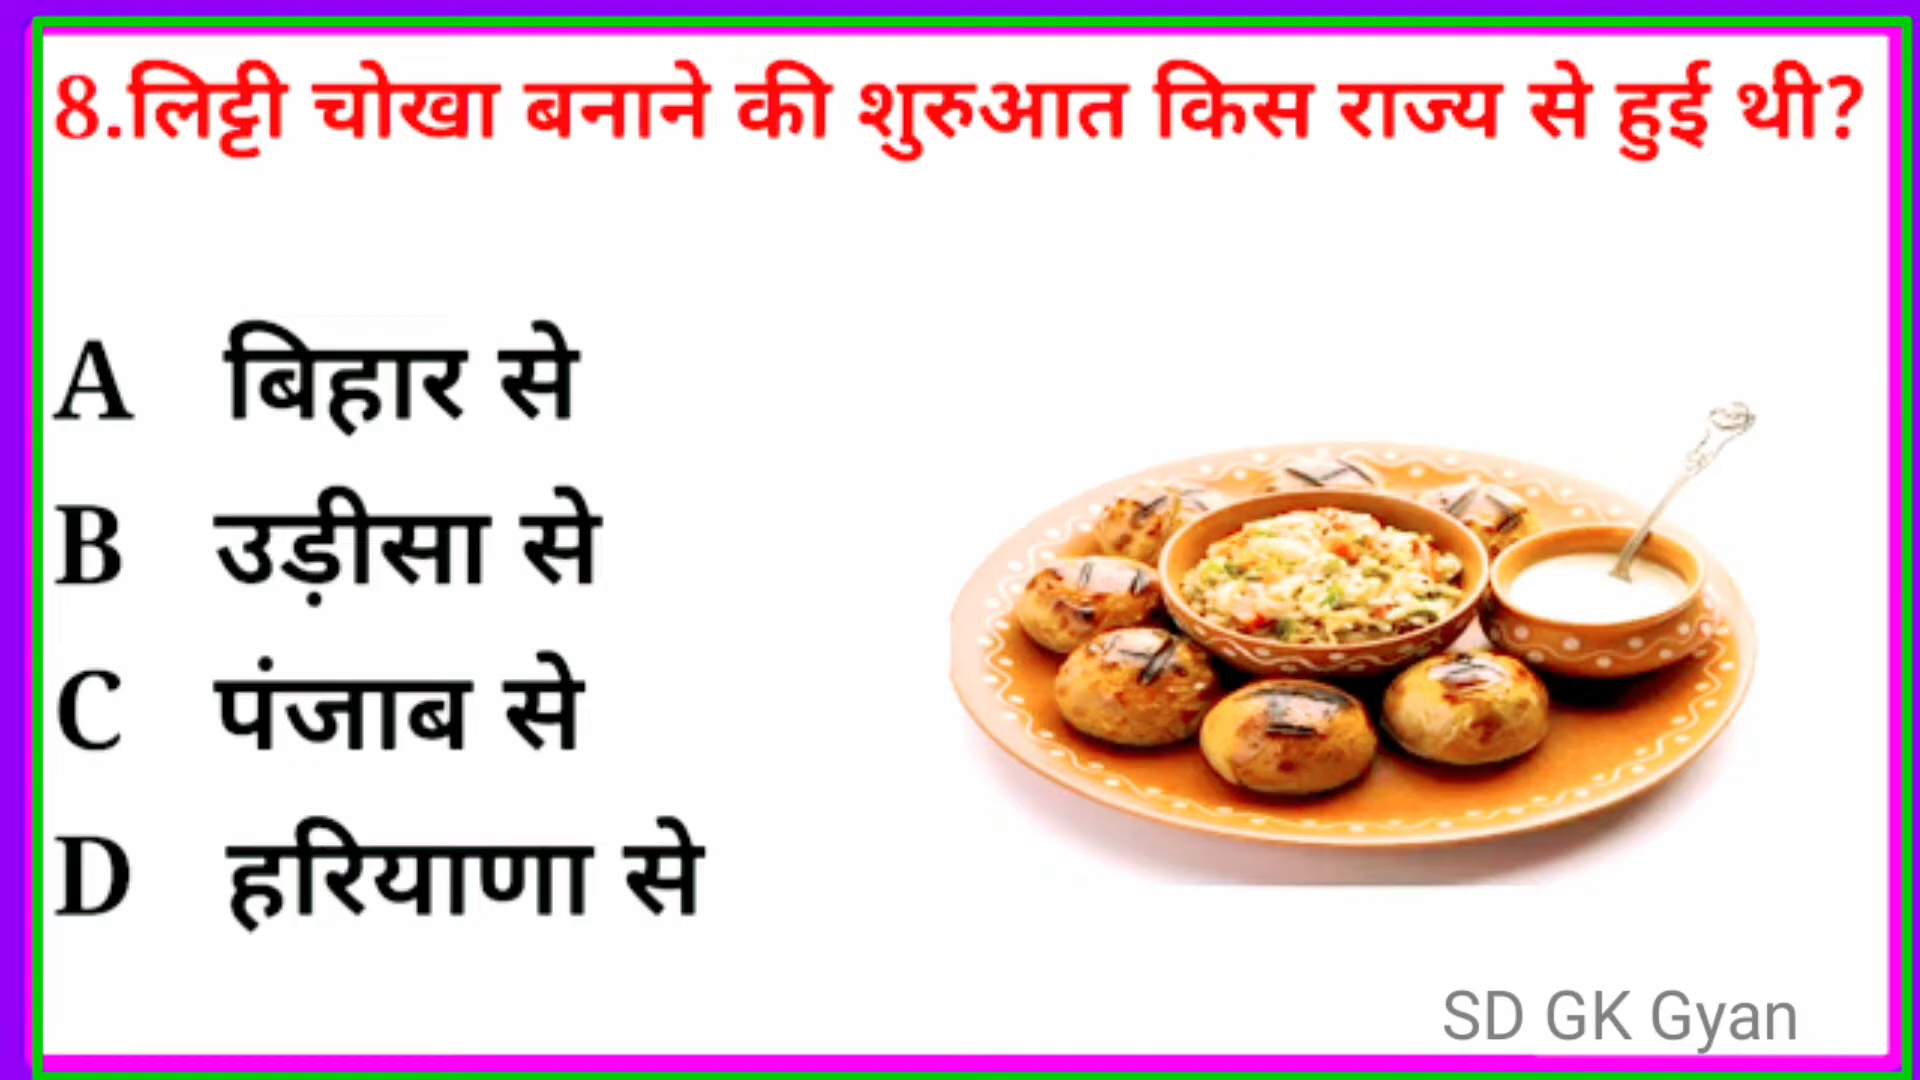 8.लिट्टी चोखा बनाने की शुरुआत किस राज्य से हुई थी?
A बिहार से
B उड़ीसा से
C पंजाब से
D हरियाणा से
SD GK Gyan